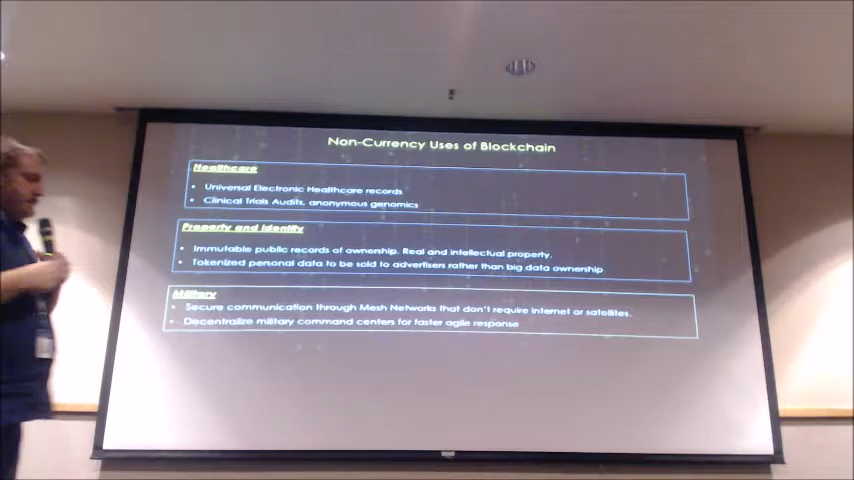 Non-Currency Uses of Blockchain
Healthcare
• Universal Electronic Healthcare records
• Clinical Trials Audits, anonymous genomics
Property and Identity
• Immutable public records of ownership. Real and intellectual property.
• Tokenized personal data to be sold to advertisers rather than big data ownership
Military
• Secure communication through Mesh Networks that don't require internet or satellites.
• Decentralize military command centers for faster agile response